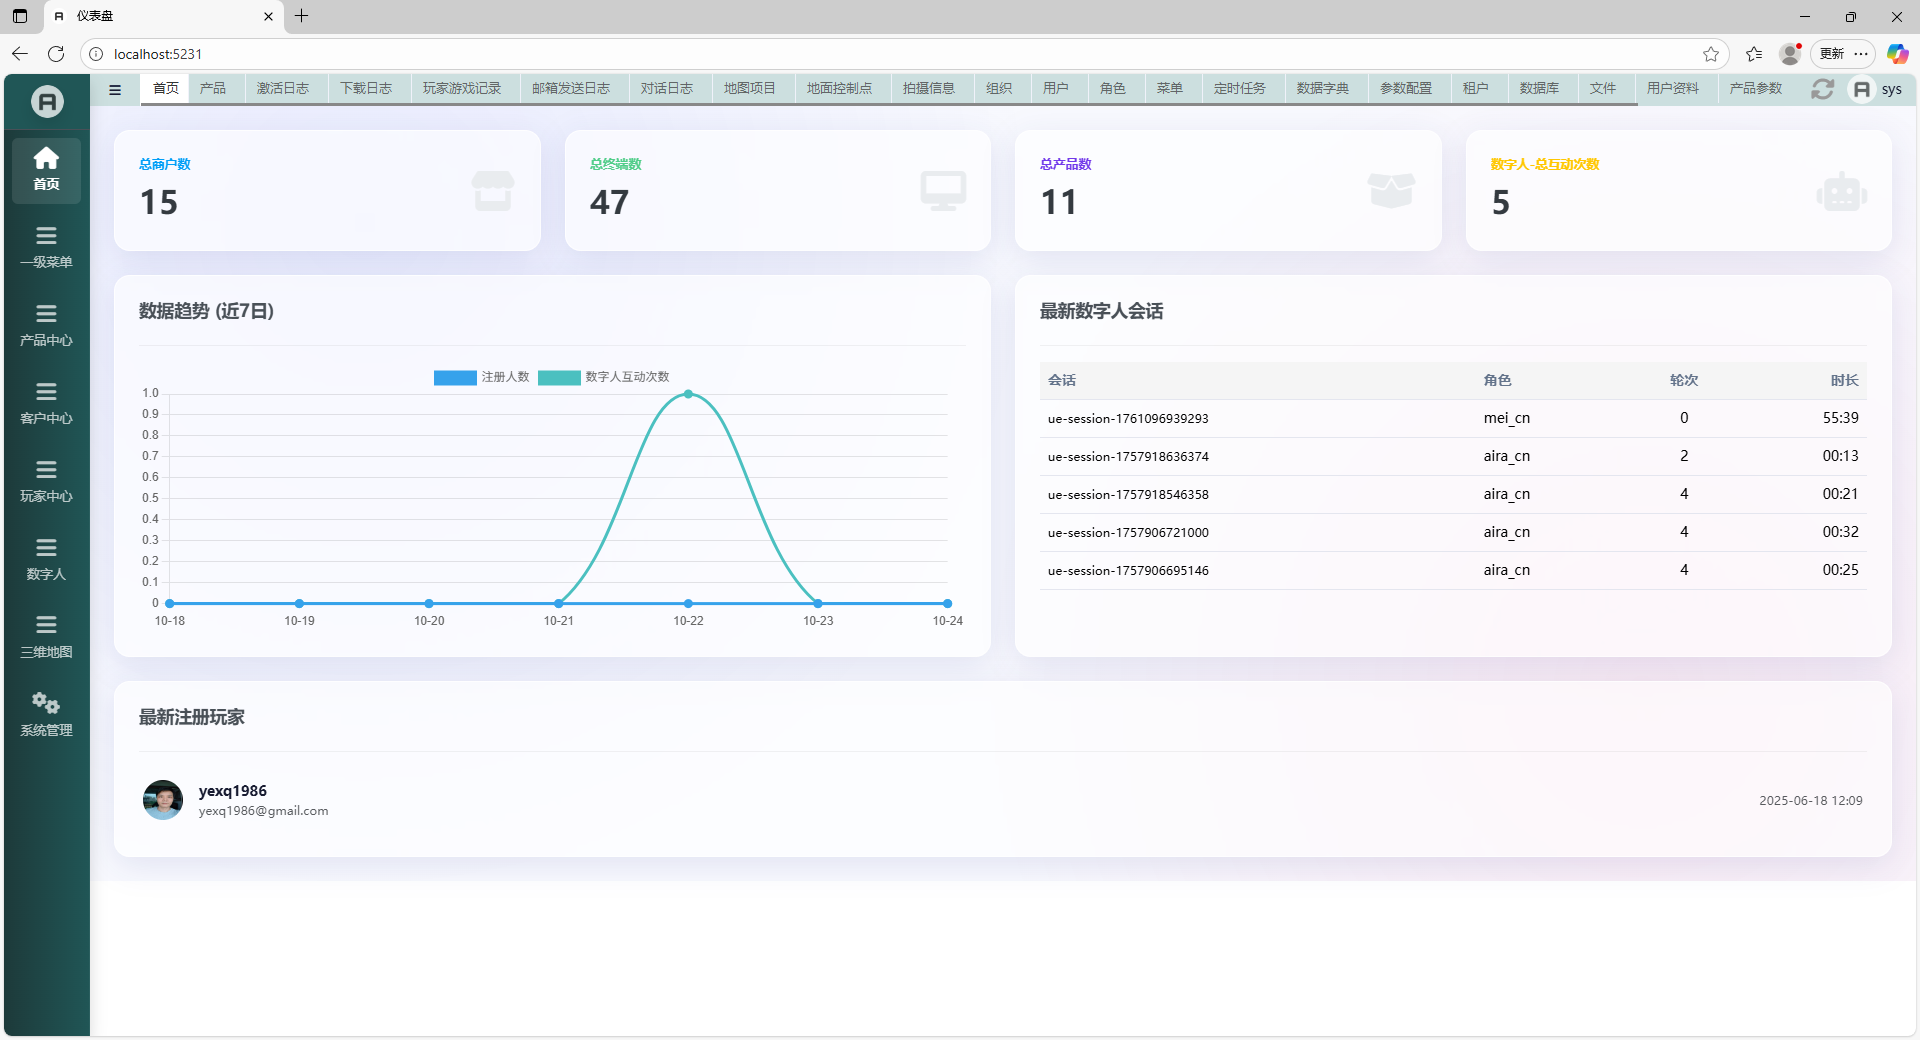 仪表盘
localhost:5231
更新
首页 产品 激活日志 下载日志 玩家游戏记录 邮箱发送日志 对话日志 地图项目 地面控制点 拍摄信息 组织 用户 角色 菜单 定时任务 数据字典 参数配置 租户 数据库 文件 用户资料 产品参数 sys
首页
一级菜单
产品中心
客户中心
玩家中心
数字人
三维地图
系统管理
总商户数
15
总终端数
47
总产品数
11
数字人-总互动次数
5
数据趋势 (近7日)
注册人数 数字人互动次数
1.0
0.9
0.8
0.7
0.6
0.5
0.4
0.3
0.2
0.1
0
10-18 10-19 10-20 10-21 10-22 10-23 10-24
最新数字人会话
会话 角色 轮次 时长
ue-session-1761096939293 mei_cn 0 55:39
ue-session-1757918636374 aira_cn 2 00:13
ue-session-1757918546358 aira_cn 4 00:21
ue-session-1757906721000 aira_cn 4 00:32
ue-session-1757906695146 aira_cn 4 00:25
最新注册玩家
yexq1986
yexq1986@gmail.com
2025-06-18 12:09